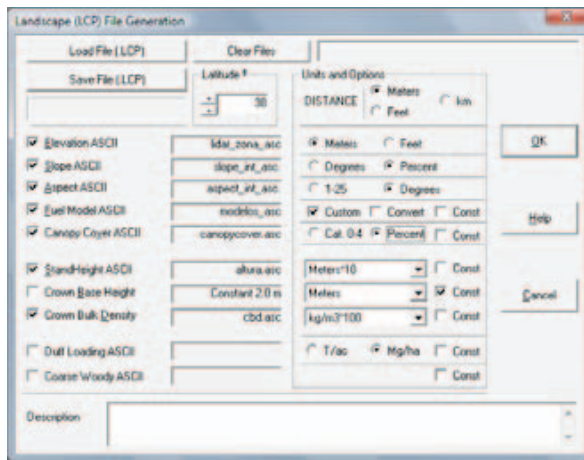 Landscape (LCP) File Generation
Load File (.LCP) Clear Files
Save File (.LCP) Latitude º Units and Options
38 DISTANCE Meters km
Feet
Elevation ASCII lidar_zona_asc Meters Feet OK
Slope ASCII slope_int_asc Degrees Percent
Aspect ASCII aspect_int_asc 1-25 Degrees
Fuel Model ASCII modelos_asc Custom Convert Const Help
Canopy Cover ASCII canopycover.asc Cat. 0-4 Percent Const
StandHeight ASCII altura.asc Meters*10 Const
Crown Base Height Constant 2.0 m Meters Const Cancel
Crown Bulk Density cbd.asc kg/m3*100 Const
Duff Loading ASCII T/ac Mg/ha Const
Coarse Woody ASCII Const
Description